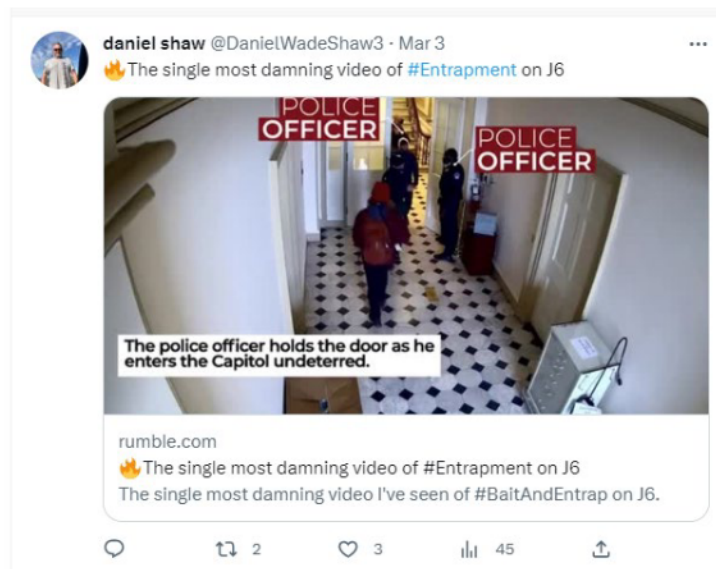 daniel shaw @DanielWadeShaw3 · Mar 3
🔥The single most damning video of #Entrapment on J6
POLICE
OFFICER
POLICE
OFFICER
The police officer holds the door as he
enters the Capitol undeterred.
rumble.com
🔥The single most damning video of #Entrapment on J6
The single most damning video I've seen of #BaitAndEntrap on J6.
2 3 45